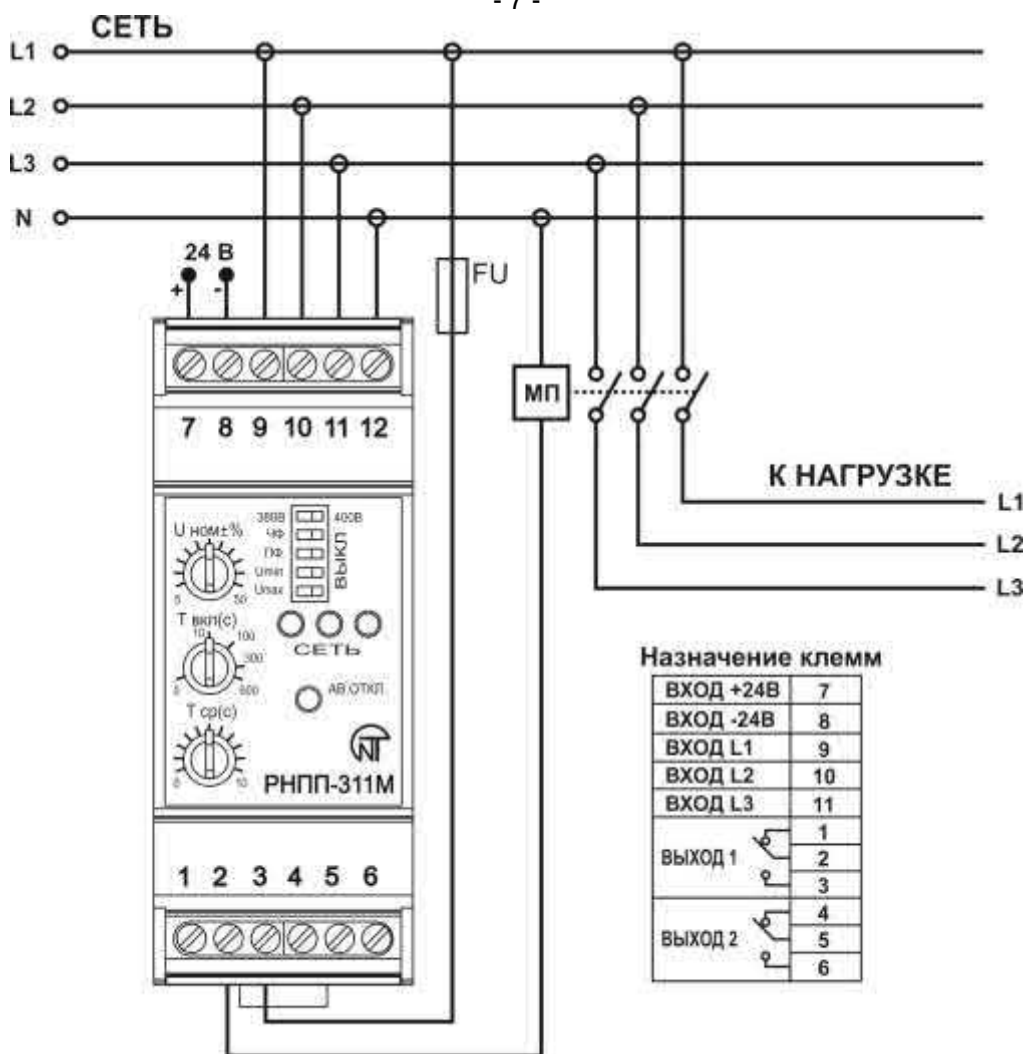 - 7 -
СЕТЬ
L1
L2
L3
N
24 В
+ -
FU
МП
7 8 9 10 11 12
К НАГРУЗКЕ
L1
L2
L3
U ном±%
5 50
380В 400В
ЧФ
ПФ
Umin
Umax
ВЫКЛ
Т вкл(с)
0 10 100 300 600
СЕТЬ
АВ.ОТКЛ.
Т ср(с)
0 10
NT
РНПП-311М
1 2 3 4 5 6
Назначение клемм
ВХОД +24В 7
ВХОД -24В 8
ВХОД L1 9
ВХОД L2 10
ВХОД L3 11
ВЫХОД 1 1 2 3
ВЫХОД 2 4 5 6